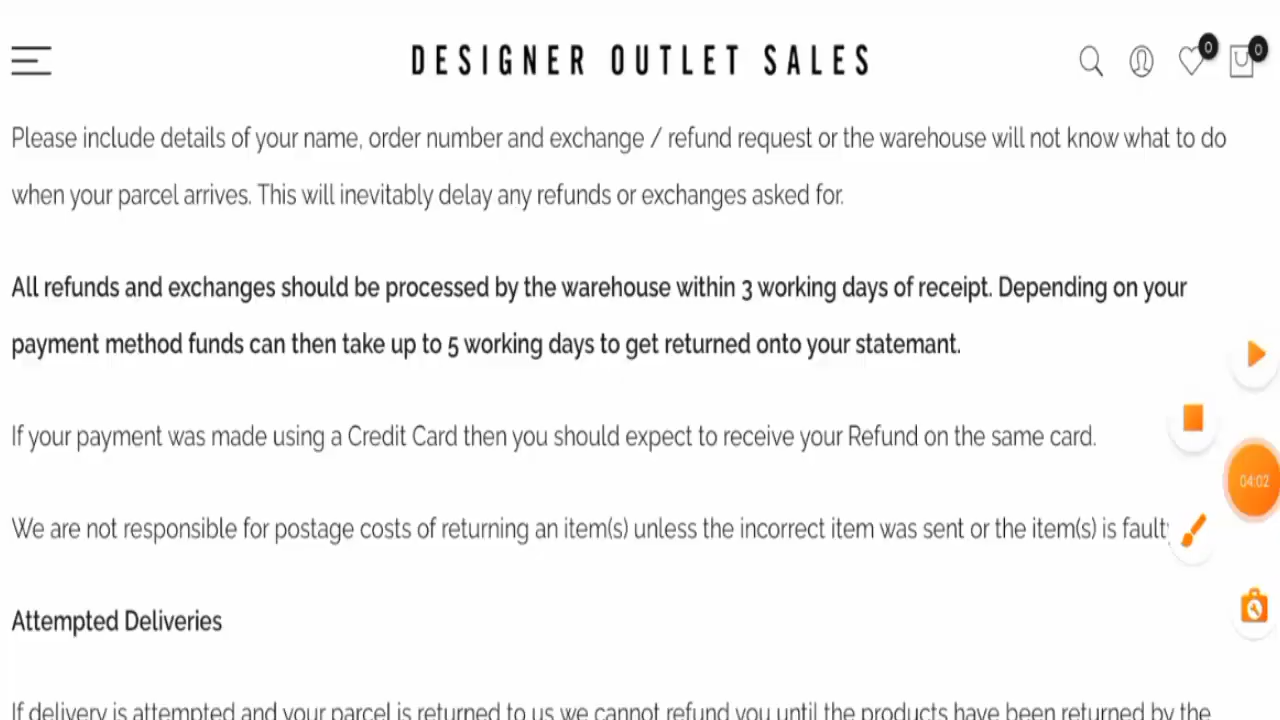 DESIGNER OUTLET SALES
0
0
Please include details of your name, order number and exchange / refund request or the warehouse will not know what to do
when your parcel arrives. This will inevitably delay any refunds or exchanges asked for.
All refunds and exchanges should be processed by the warehouse within 3 working days of receipt. Depending on your
payment method funds can then take up to 5 working days to get returned onto your statemant.
If your payment was made using a Credit Card then you should expect to receive your Refund on the same card.
We are not responsible for postage costs of returning an item(s) unless the incorrect item was sent or the item(s) is fault
04:02
Attempted Deliveries
If delivery is attempted and your parcel is returned to us we cannot refund you until the products have been returned by the